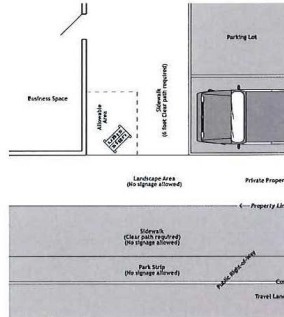 Parking Lot
Business Space
Allowable
Area
Sidewalk
(6 foot Clear path required)
Landscape Area
(No signage allowed)
Private Proper
Property Lin
Sidewalk
(Clear path required)
(No signage allowed)
Park Strip
(No signage allowed)
Public Right-of-way
Travel Lan